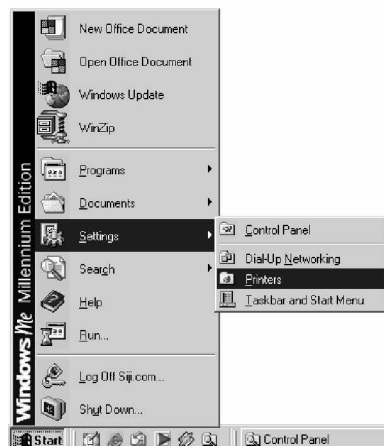 New Office Document
Open Office Document
Windows Update
WinZip
Programs
Documents
Settings
Search
Help
Run...
Log Off Siji.com...
Shut Down...
Windows Me Millennium Edition
Control Panel
Dial-Up Networking
Printers
Taskbar and Start Menu
Start
Control Panel